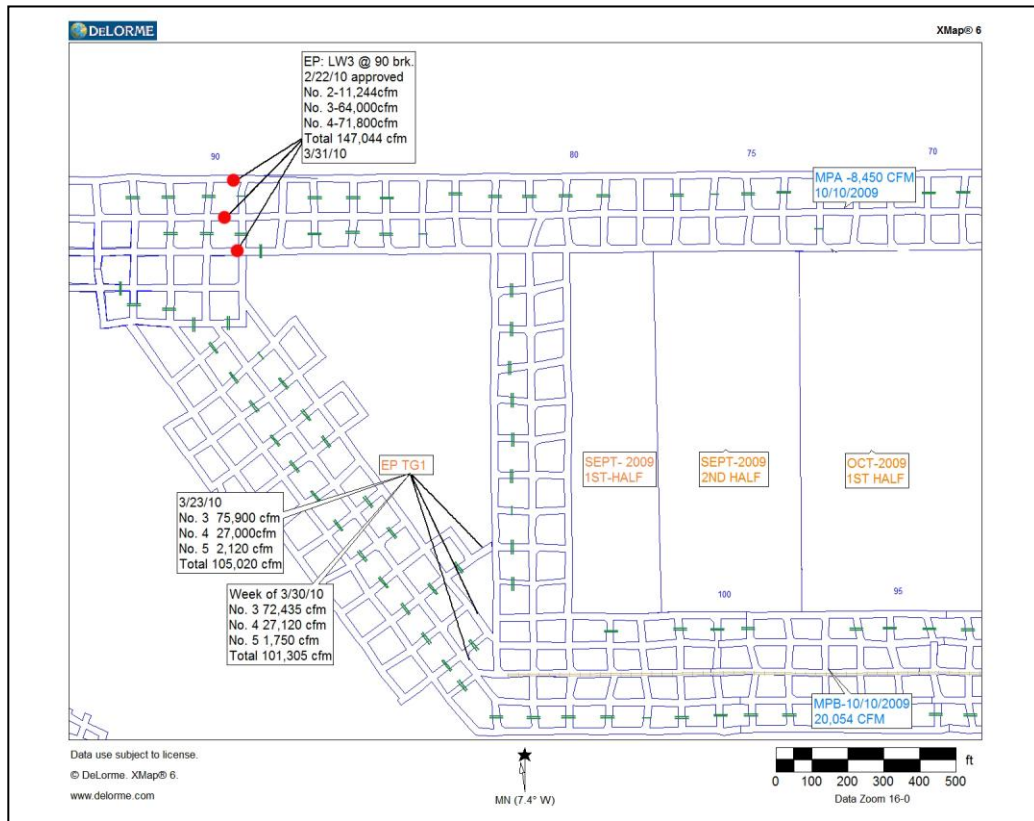 DELORME
XMap® 6
EP: LW3 @ 90 brk.
2/22/10 approved
No. 2-11,244cfm
No. 3-64,000cfm
No. 4-71,800cfm
Total 147,044 cfm
3/31/10
90
80
75
70
MPA -8,450 CFM
10/10/2009
EP TG1
SEPT- 2009
1ST-HALF
SEPT-2009
2ND HALF
OCT-2009
1ST HALF
3/23/10
No. 3 75,900 cfm
No. 4 27,000cfm
No. 5 2,120 cfm
Total 105,020 cfm
Week of 3/30/10
No. 3 72,435 cfm
No. 4 27,120 cfm
No. 5 1,750 cfm
Total 101,305 cfm
100
95
MPB-10/10/2009
20,054 CFM
Data use subject to license.
© DeLorme. XMap® 6.
www.delorme.com
MN (7.4° W)
ft
0 100 200 300 400 500
Data Zoom 16-0